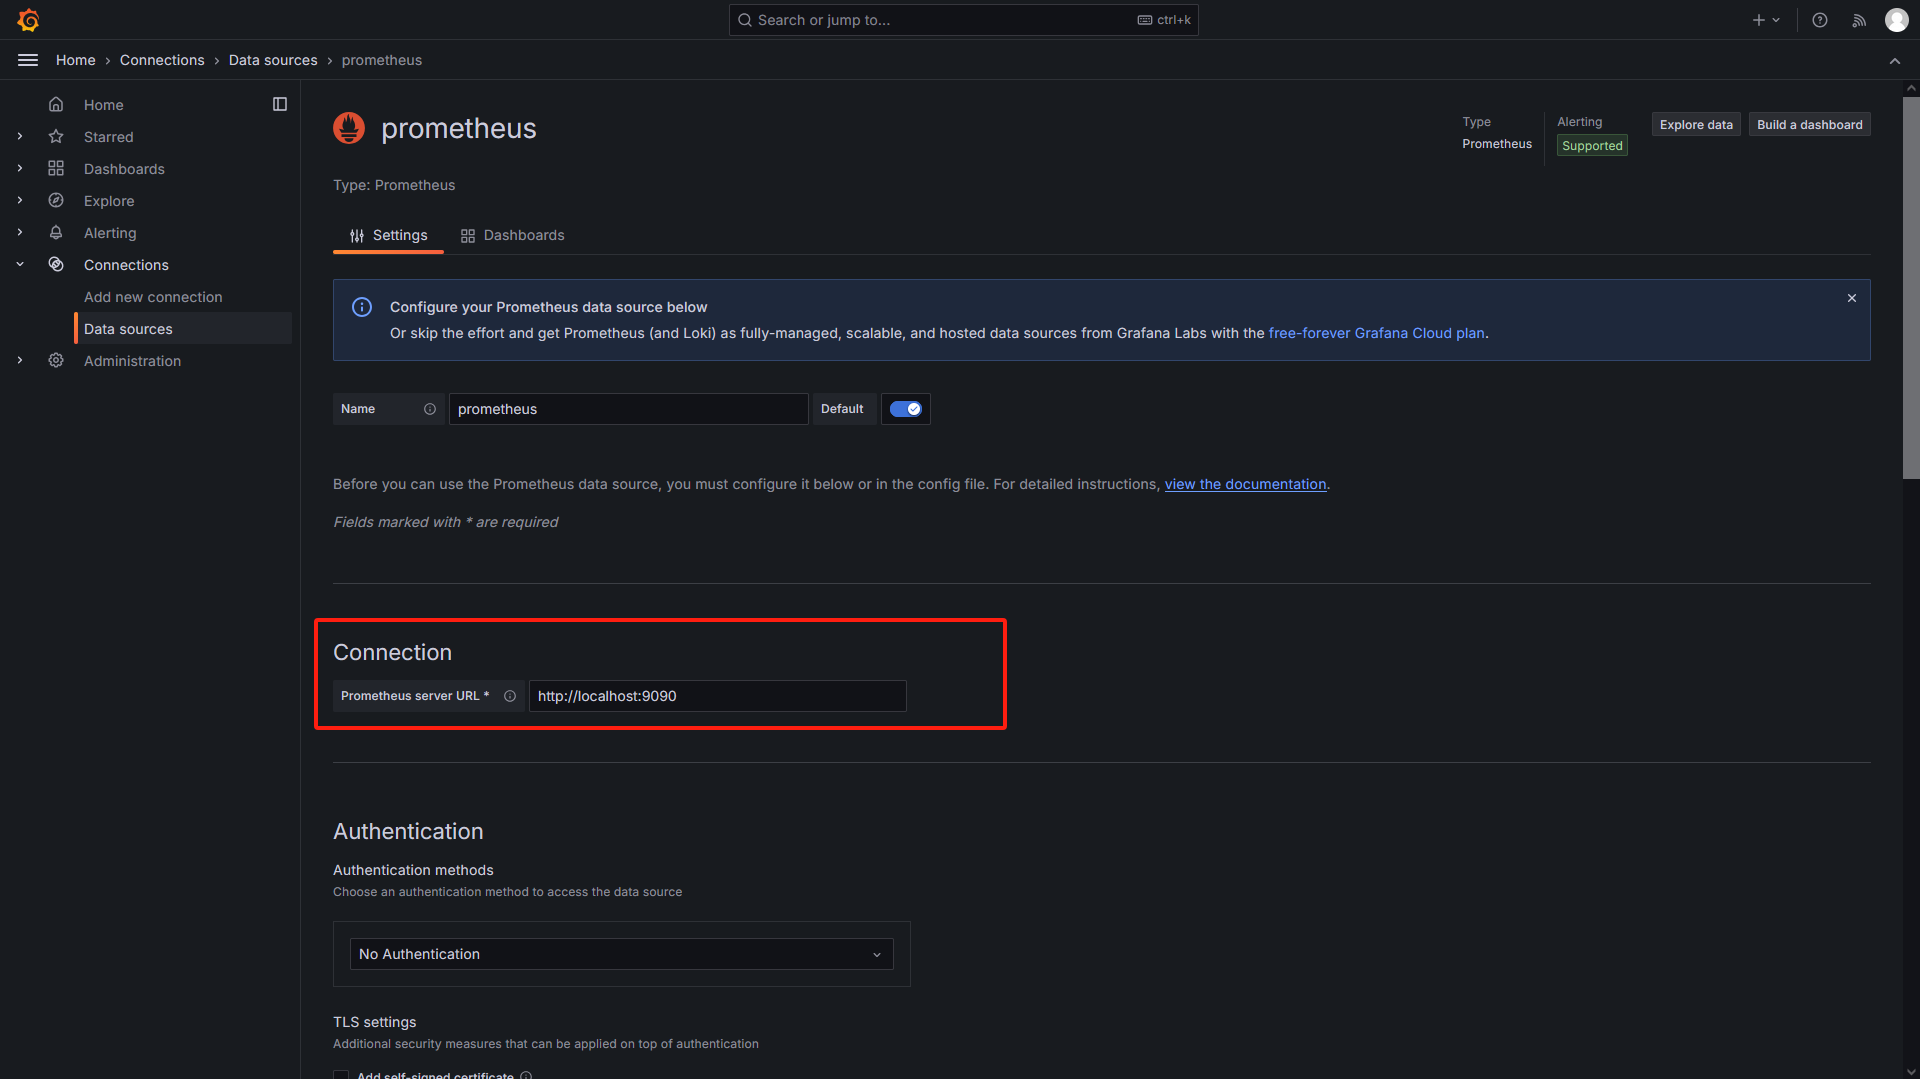 Search or jump to...
ctrl+k
Home › Connections › Data sources › prometheus
Home
Starred
Dashboards
Explore
Alerting
Connections
Add new connection
Data sources
Administration
prometheus
Type
Prometheus
Alerting
Supported
Explore data
Build a dashboard
Type: Prometheus
Settings
Dashboards
Configure your Prometheus data source below
Or skip the effort and get Prometheus (and Loki) as fully-managed, scalable, and hosted data sources from Grafana Labs with the free-forever Grafana Cloud plan.
Name
prometheus
Default
Before you can use the Prometheus data source, you must configure it below or in the config file. For detailed instructions, view the documentation.
Fields marked with * are required
Connection
Prometheus server URL *
http://localhost:9090
Authentication
Authentication methods
Choose an authentication method to access the data source
No Authentication
TLS settings
Additional security measures that can be applied on top of authentication
Add self-signed certificate